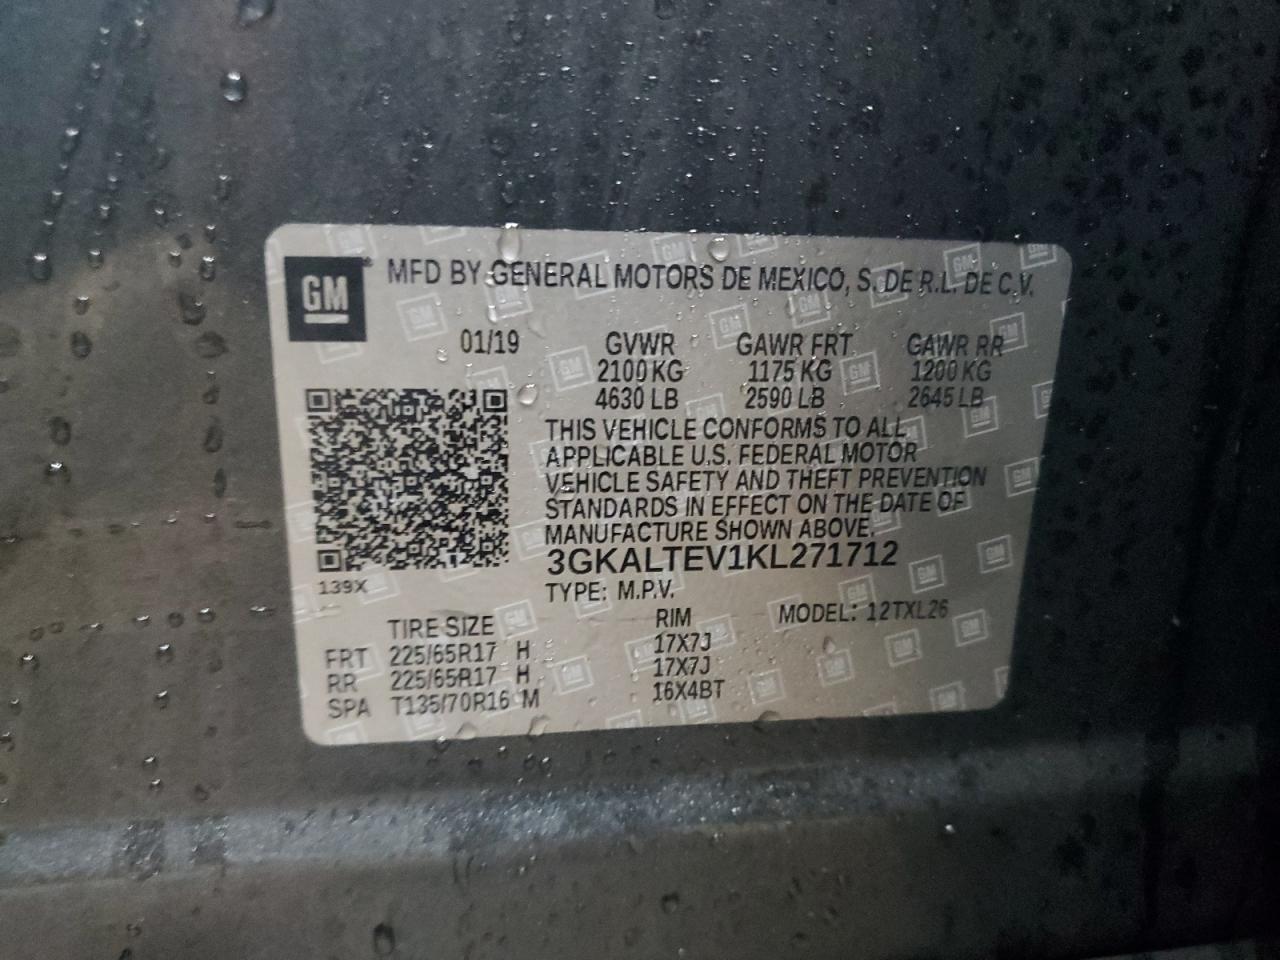 GM MFD BY GENERAL MOTORS DE MEXICO, S. DE R.L. DE C.V.
01/19 GVWR GAWR FRT GAWR RR
2100 KG 1175 KG 1200 KG
4630 LB 2590 LB 2645 LB
THIS VEHICLE CONFORMS TO ALL
APPLICABLE U.S. FEDERAL MOTOR
VEHICLE SAFETY AND THEFT PREVENTION
STANDARDS IN EFFECT ON THE DATE OF
MANUFACTURE SHOWN ABOVE.
3GKALTEV1KL271712
139X
TYPE: M.P.V.
TIRE SIZE RIM MODEL: 12TXL26
FRT 225/65R17 H 17X7J
RR 225/65R17 H 17X7J
SPA T135/70R16 M 16X4BT